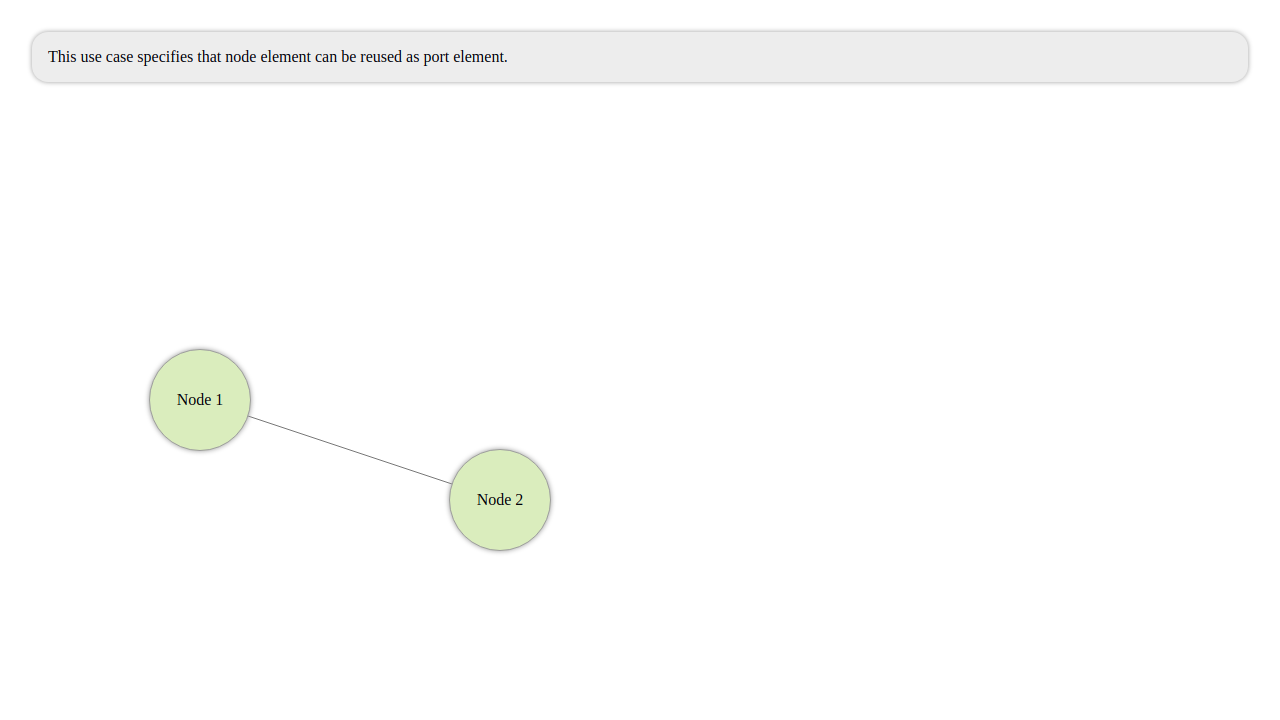 This use case specifies that node element can be reused as port element.
Node 1
Node 2